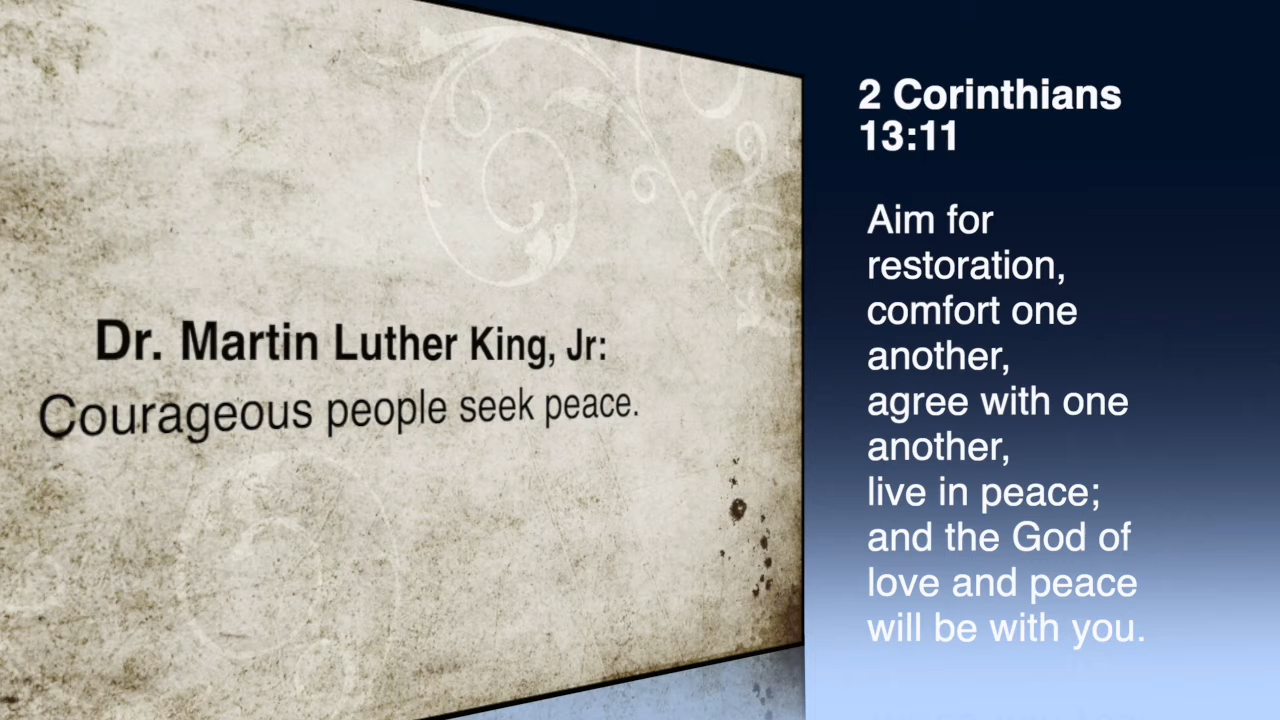 Dr. Martin Luther King, Jr:
Courageous people seek peace.
2 Corinthians
13:11
Aim for
restoration,
comfort one
another,
agree with one
another,
live in peace;
and the God of
love and peace
will be with you.